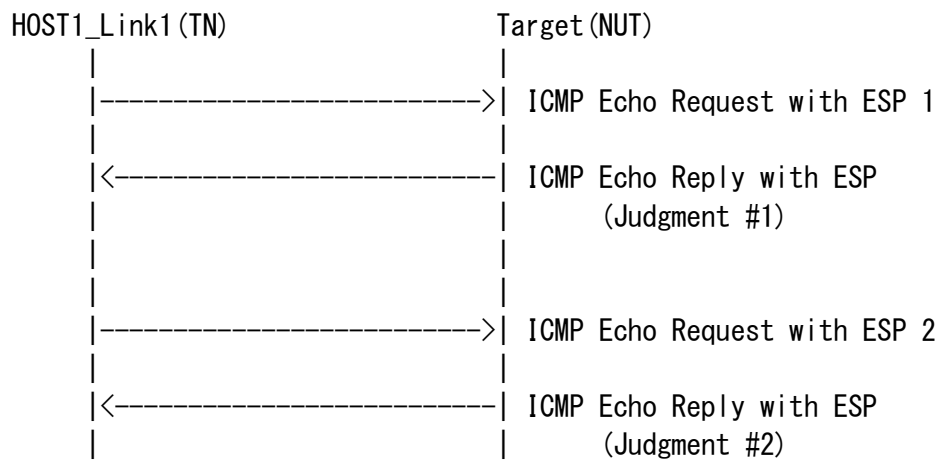 HOST1_Link1(TN) Target(NUT)
| |
|-------------------------->| ICMP Echo Request with ESP 1
| |
|<--------------------------| ICMP Echo Reply with ESP
| | (Judgment #1)
| |
| |
|-------------------------->| ICMP Echo Request with ESP 2
| |
|<--------------------------| ICMP Echo Reply with ESP
| | (Judgment #2)